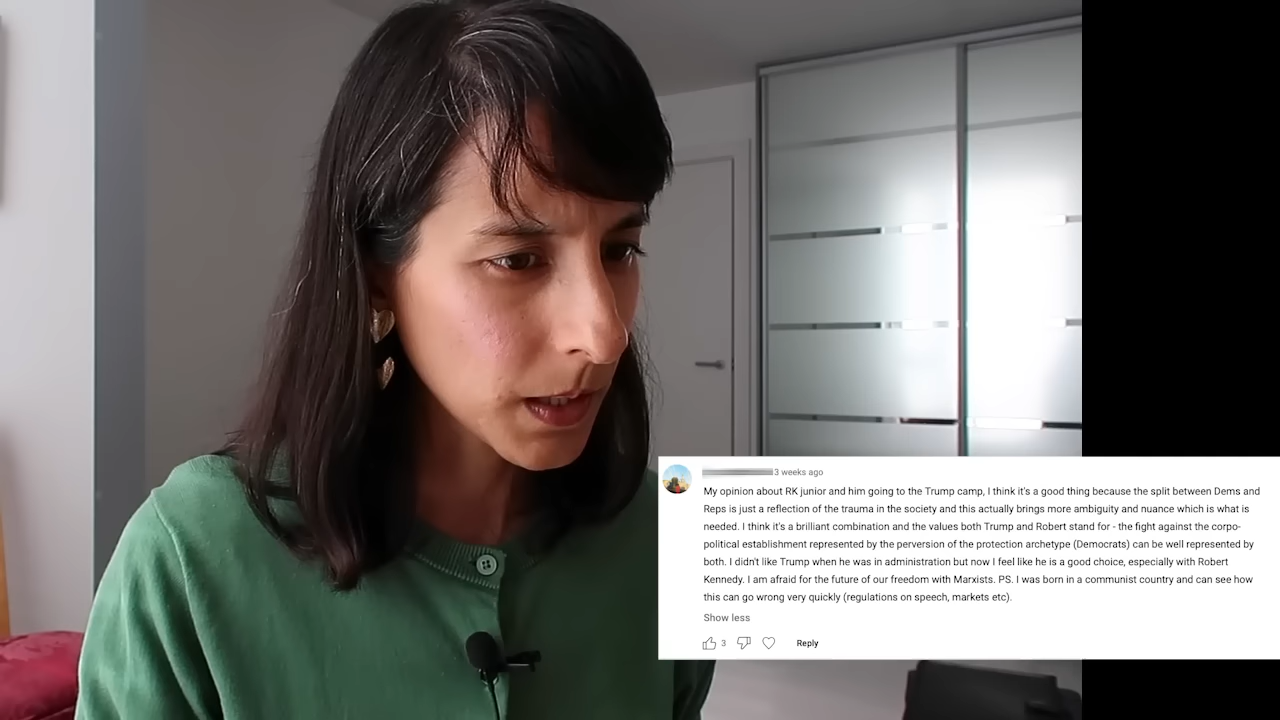 3 weeks ago
My opinion about RK junior and him going to the Trump camp, I think it's a good thing because the split between Dems and
Reps is just a reflection of the trauma in the society and this actually brings more ambiguity and nuance which is what is
needed. I think it's a brilliant combination and the values both Trump and Robert stand for - the fight against the corpo-
political establishment represented by the perversion of the protection archetype (Democrats) can be well represented by
both. I didn't like Trump when he was in administration but now I feel like he is a good choice, especially with Robert
Kennedy. I am afraid for the future of our freedom with Marxists. PS. I was born in a communist country and can see how
this can go wrong very quickly (regulations on speech, markets etc).
Show less
3 Reply